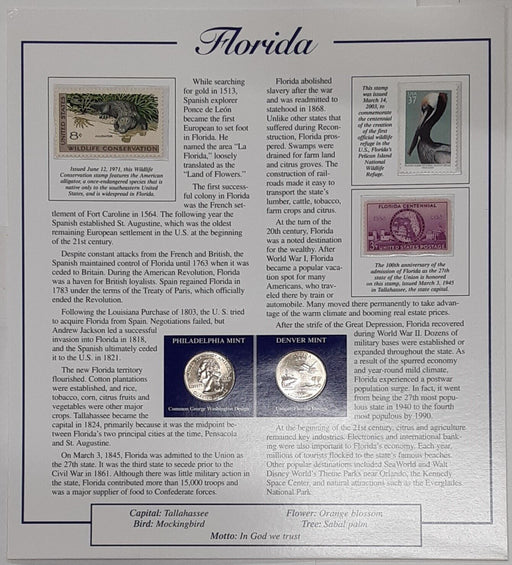 Florida
While searching
for gold in 1513,
Spanish explorer
Ponce de León
became the first
European to set foot
in Florida. He
named the area "La
Florida," loosely
translated as the
"Land of Flowers."
UNITED STATES
8¢
ALLIGATOR
WILDLIFE CONSERVATION
Issued June 12, 1971, this Wildlife
Conservation stamp features the American
alligator, a once-endangered species that is
native only to the southeastern United
States, and is widespread in Florida.
The first success-
ful colony in Florida
was the French set-
tlement of Fort Caroline in 1564. The following year the
Spanish established St. Augustine, which was the oldest
remaining European settlement in the U.S. at the beginning
of the 21st century.
Despite constant attacks from the French and British, the
Spanish maintained control of Florida until 1763 when it was
ceded to Britain. During the American Revolution, Florida
was a haven for British loyalists. Spain regained Florida in
1783 under the terms of the Treaty of Paris, which officially
ended the Revolution.
Following the Louisiana Purchase of 1803, the U. S. tried
to acquire Florida from Spain. Negotiations failed, but
Andrew Jackson led a successful
invasion into Florida in 1818,
and the Spanish ultimately ceded
it to the U.S. in 1821.
The new Florida territory
flourished. Cotton plantations
were established, and rice,
tobacco, corn, citrus fruits and
vegetables were other major
crops. Tallahassee became the
capital in 1824, primarily because it was the midpoint be-
tween Florida's two principal cities at the time, Pensacola
and St. Augustine.
On March 3, 1845, Florida was admitted to the Union as
the 27th state. It was the third state to secede prior to the
Civil War in 1861. Although there was little military action in
the state, Florida contributed more than 15,000 troops and
was a major supplier of food to Confederate forces.
PHILADELPHIA MINT
Common George Washington Design
DENVER MINT
Florida abolished
slavery after the war
and was readmitted to
statehood in 1868.
Unlike other states that
suffered during Recon-
struction, Florida pros-
pered. Swamps were
drained for farm land
and citrus groves. The
construction of rail-
roads made it easy to
transport the state's
lumber, cattle, tobacco,
farm crops and citrus.
At the turn of the
20th century, Florida
was a noted destination
for the wealthy. After
World War I, Florida
became a popular vaca-
tion spot for many
Americans, who trav-
eled there by train or
automobile. Many moved there permanently to take advan-
tage of the warm climate and booming real estate prices.
After the strife of the Great Depression, Florida recovered
during World War II. Dozens of
military bases were established or
expanded throughout the state. As
a result of the spurred economy
and year-round mild climate,
Florida experienced a postwar
population surge. In fact, it went
from being the 27th most popu-
lous state in 1940 to the fourth
most populous by 1990.
At the beginning of the 21st century, citrus and agriculture
remained key industries. Electronics and international bank-
ing were also important to Florida's economy. Each year,
millions of tourists flocked to the state's famous beaches.
Other popular destinations included SeaWorld and Walt
Disney World's Theme Parks near Orlando, the Kennedy
Space Center, and natural attractions such as the Everglades
National Park.
This stamp
was issued
March 14,
2003, to
commemorate
the centennial
of the creation
of the first
official wildlife
refuge in the
U.S., Florida's
Pelican Island
National
Wildlife
Refuge.
USA
37
FLORIDA CENTENNIAL
3¢ UNITED STATES POSTAGE
The 100th anniversary of the
admission of Florida as the 27th
state of the Union is honored
on this stamp, issued March 3, 1945
in Tallahassee, the state capital.
Capital: Tallahassee
Flower: Orange blossom
Bird: Mockingbird
Tree: Sabal palm
Motto: In God we trust